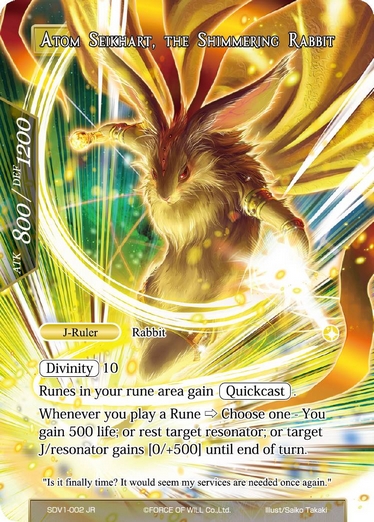 Atom Seikhart, the Shimmering Rabbit
ATK 800 / DEF 1200
J-Ruler Rabbit
Divinity 10
Runes in your rune area gain Quickcast.
Whenever you play a Rune ⇨ Choose one - You
gain 500 life; or rest target resonator; or target
J/resonator gains [0/+500] until end of turn.
"Is it finally time? It would seem my services are needed once again."
SDV1-002 JR ©FORCE OF WILL Co.,Ltd. Illust/Saiko Takaki